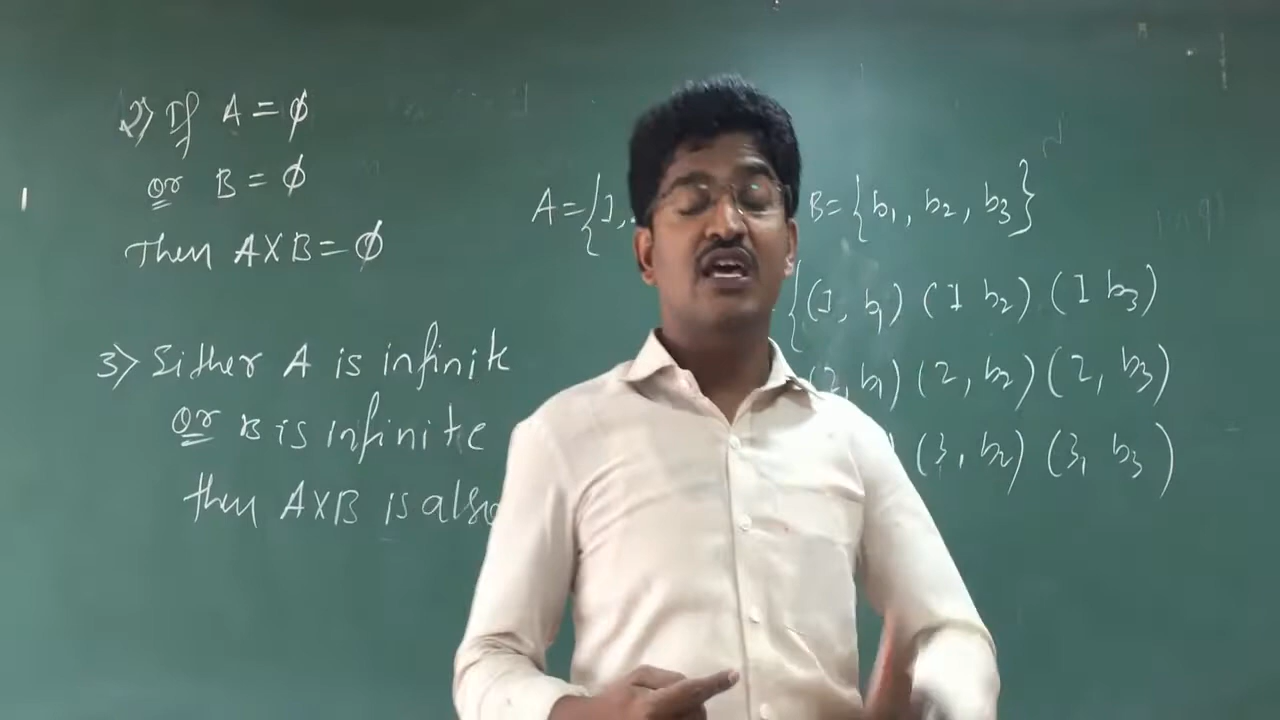 2) If A = ϕ
or B = ϕ
Then A X B = ϕ
3) Either A is infinite
or B is infinite
then AXB is also
A = {1,
B = {b₁, b₂, b₃}
{(1, b₁) (1 b₂) (1 b₃)
(2, b₁) (2, b₂) (2, b₃)
(3, b₂) (3, b₃)